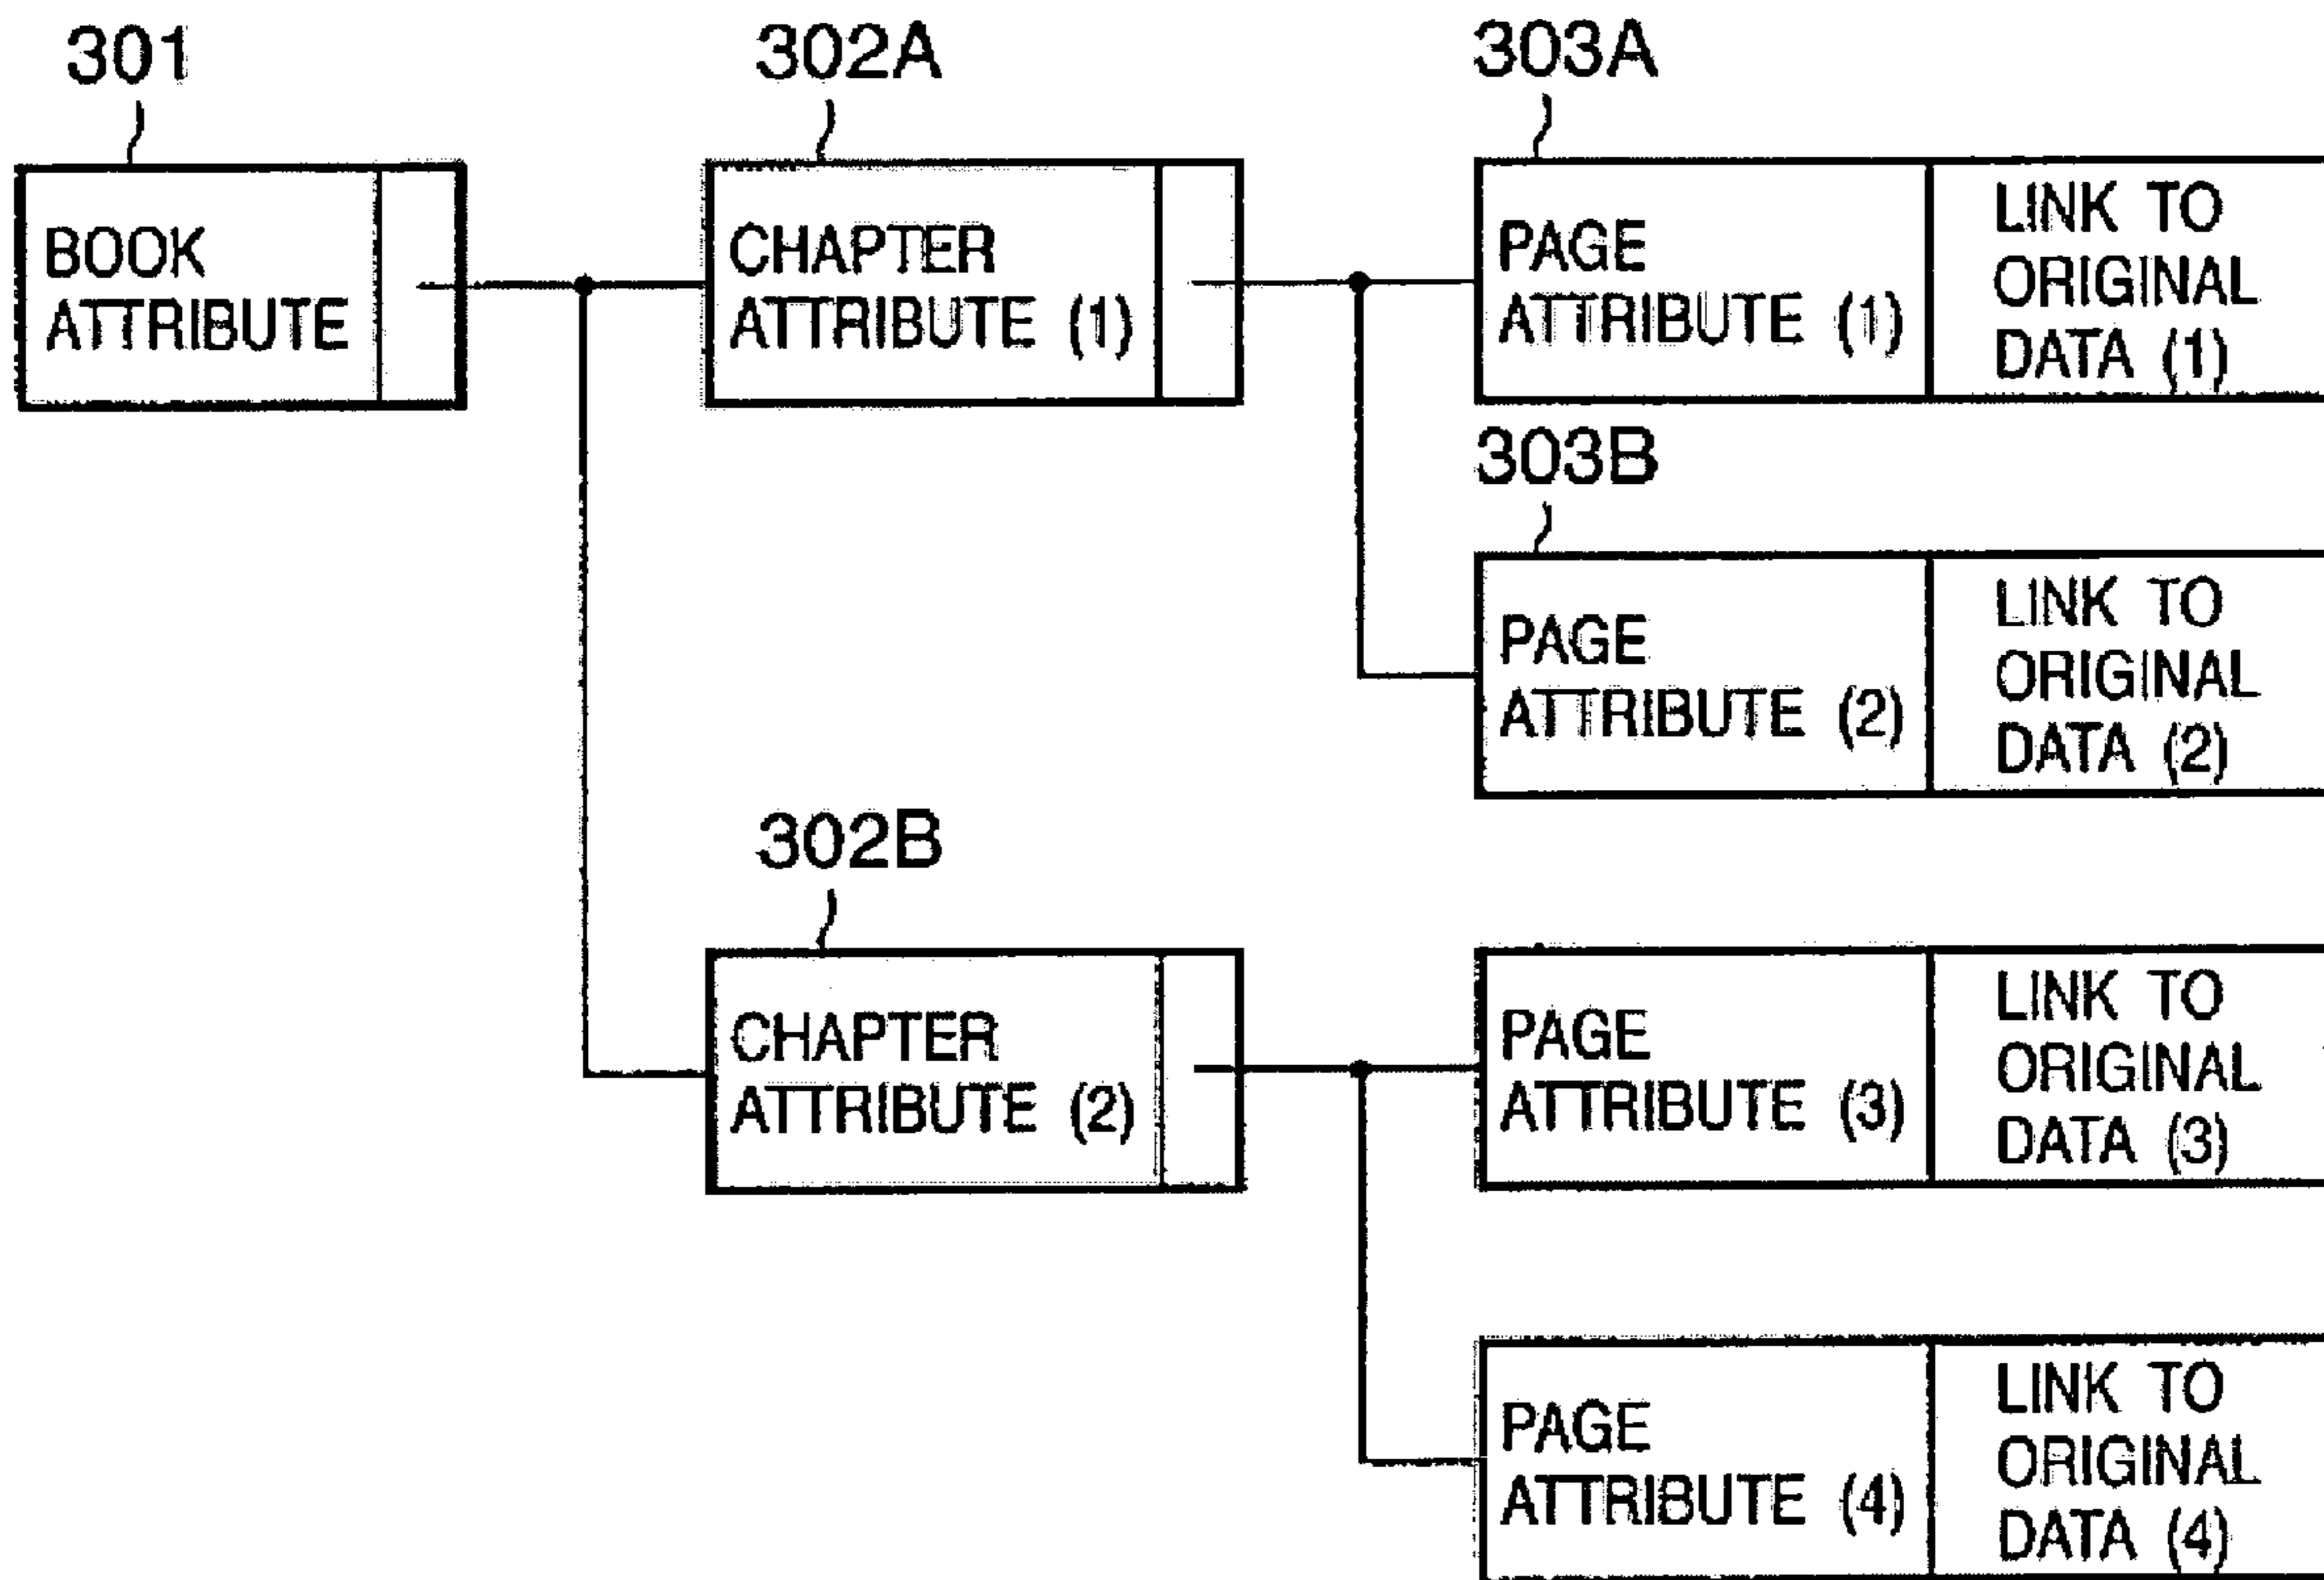 301
302A
303A
BOOK
ATTRIBUTE
CHAPTER
ATTRIBUTE (1)
PAGE
ATTRIBUTE (1)
LINK TO
ORIGINAL
DATA (1)
303B
PAGE
ATTRIBUTE (2)
LINK TO
ORIGINAL
DATA (2)
302B
CHAPTER
ATTRIBUTE (2)
PAGE
ATTRIBUTE (3)
LINK TO
ORIGINAL
DATA (3)
PAGE
ATTRIBUTE (4)
LINK TO
ORIGINAL
DATA (4)